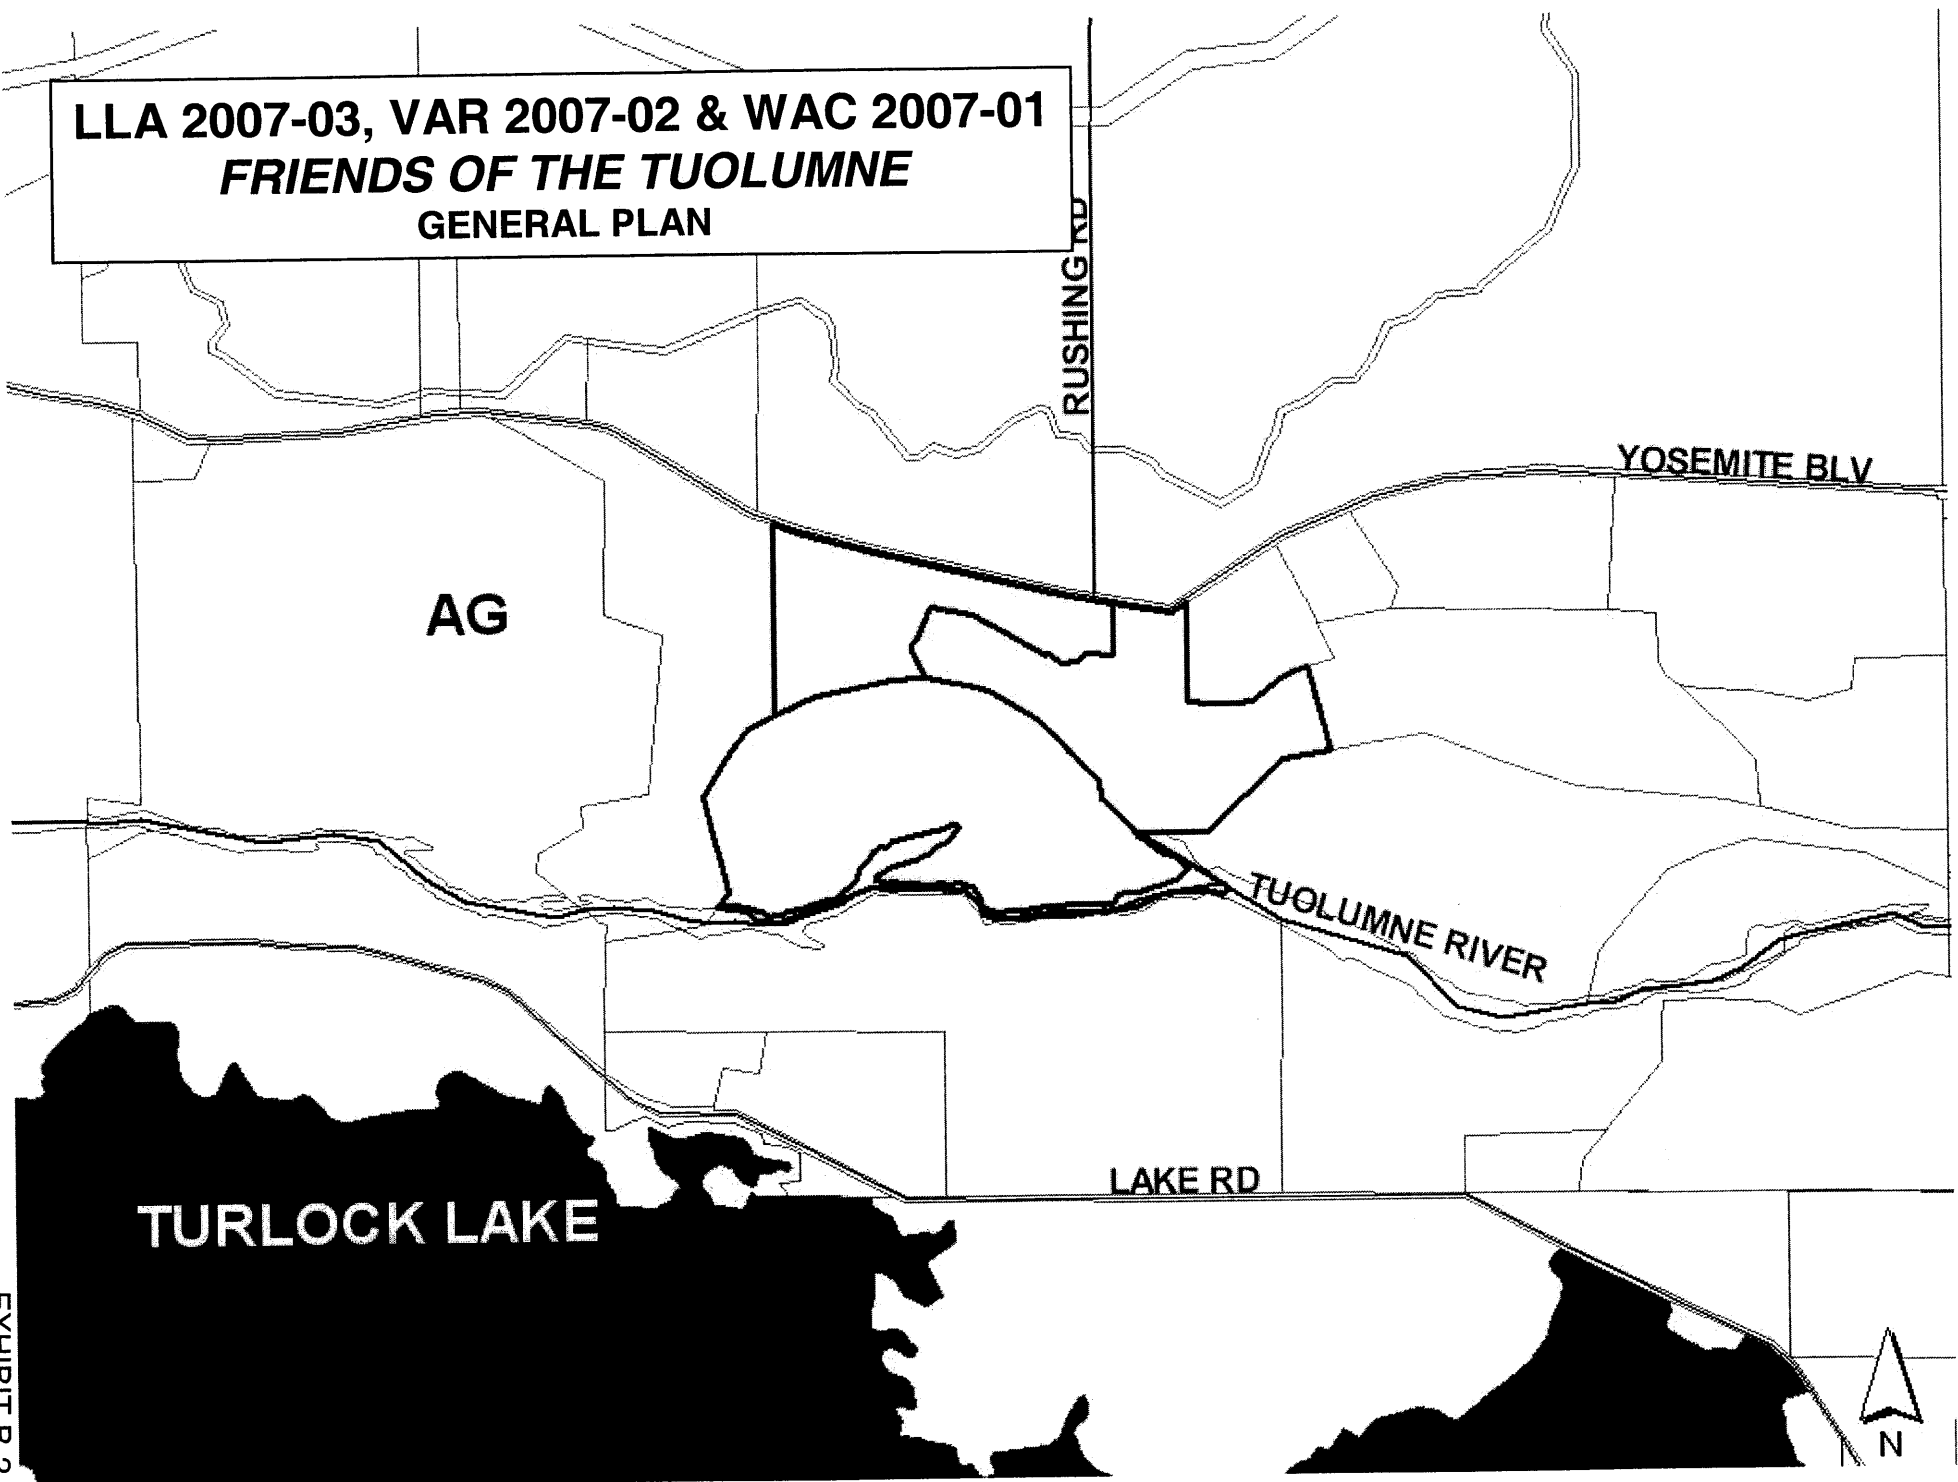 LLA 2007-03, VAR 2007-02 & WAC 2007-01
FRIENDS OF THE TUOLUMNE
GENERAL PLAN
RUSHING RD
YOSEMITE BLV
AG
TUOLUMNE RIVER
LAKE RD
TURLOCK LAKE
N